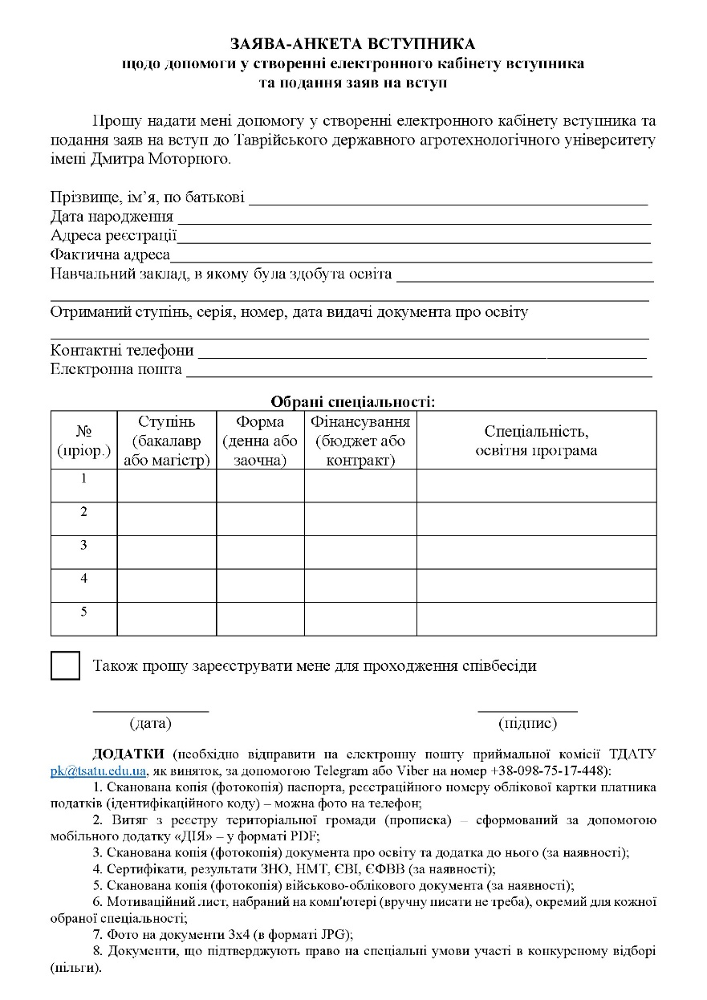 ЗАЯВА-АНКЕТА ВСТУПНИКА
щодо допомоги у створенні електронного кабінету вступника
та подання заяв на вступ
Прошу надати мені допомогу у створенні електронного кабінету вступника та
подання заяв на вступ до Таврійського державного агротехнологічного університету
імені Дмитра Моторного.
Прізвище, ім’я, по батькові
Дата народження
Адреса реєстрації
Фактична адреса
Навчальний заклад, в якому була здобута освіта
Отриманий ступінь, серія, номер, дата видачі документа про освіту
Контактні телефони
Електронна пошта
Обрані спеціальності:
№
(пріор.)
Ступінь
(бакалавр
або магістр)
Форма
(денна або
заочна)
Фінансування
(бюджет або
контракт)
Спеціальність,
освітня програма
1
2
3
4
5
Також прошу зареєструвати мене для проходження співбесіди
(дата) (підпис)
ДОДАТКИ (необхідно відправити на електронну пошту приймальної комісії ТДАТУ
pk@tsatu.edu.ua, як виняток, за допомогою Telegram або Viber на номер +38-098-75-17-448):
1. Сканована копія (фотокопія) паспорта, реєстраційного номеру облікової картки платника
податків (ідентифікаційного коду) – можна фото на телефон;
2. Витяг з реєстру територіальної громади (прописка) – сформований за допомогою
мобільного додатку «ДІЯ» – у форматі PDF;
3. Сканована копія (фотокопія) документа про освіту та додатка до нього (за наявності);
4. Сертифікати, результати ЗНО, НМТ, ЄВІ, ЄФВВ (за наявності);
5. Сканована копія (фотокопія) військово-облікового документа (за наявності);
6. Мотиваційний лист, набраний на комп'ютері (вручну писати не треба), окремий для кожної
обраної спеціальності;
7. Фото на документи 3х4 (в форматі JPG);
8. Документи, що підтверджують право на спеціальні умови участі в конкурсному відборі
(пільги).